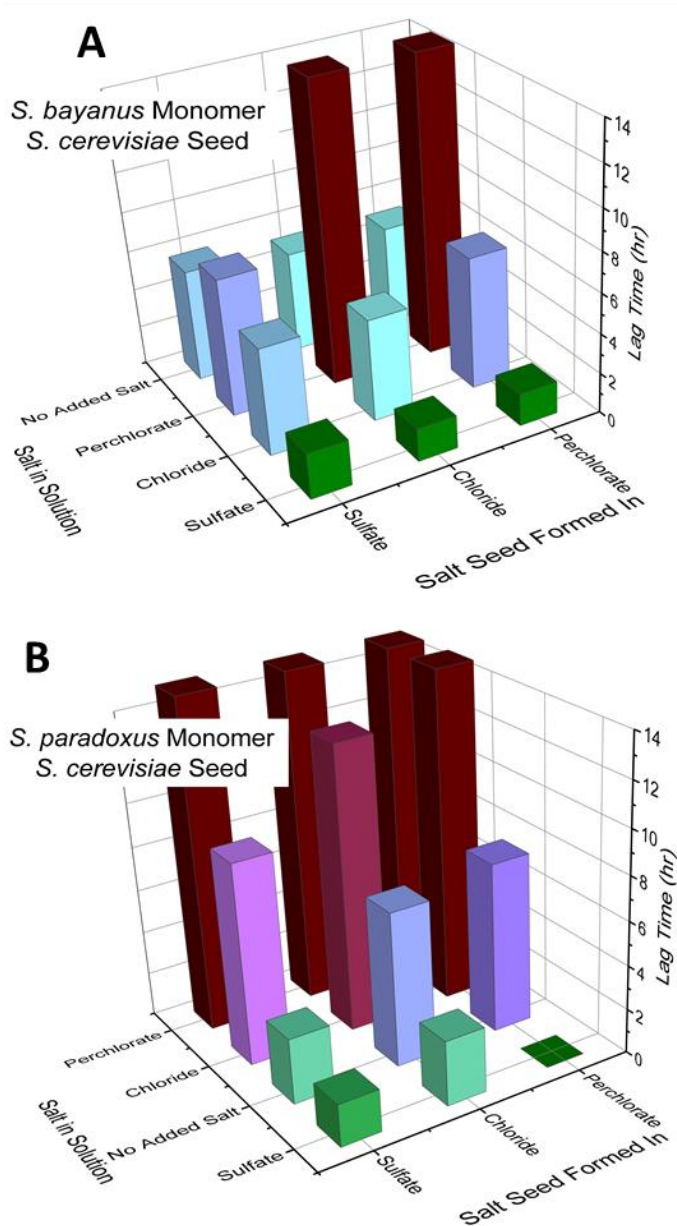 A
S. bayanus Monomer
S. cerevisiae Seed
14
12
10
8
6
4
2
0
Lag Time (hr)
No Added Salt
Perchlorate
Chloride
Sulfate
Salt in Solution
Sulfate
Chloride
Perchlorate
Salt Seed Formed In
B
S. paradoxus Monomer
S. cerevisiae Seed
14
12
10
8
6
4
2
0
Lag Time (hr)
Perchlorate
Chloride
No Added Salt
Sulfate
Salt in Solution
Sulfate
Chloride
Perchlorate
Salt Seed Formed In